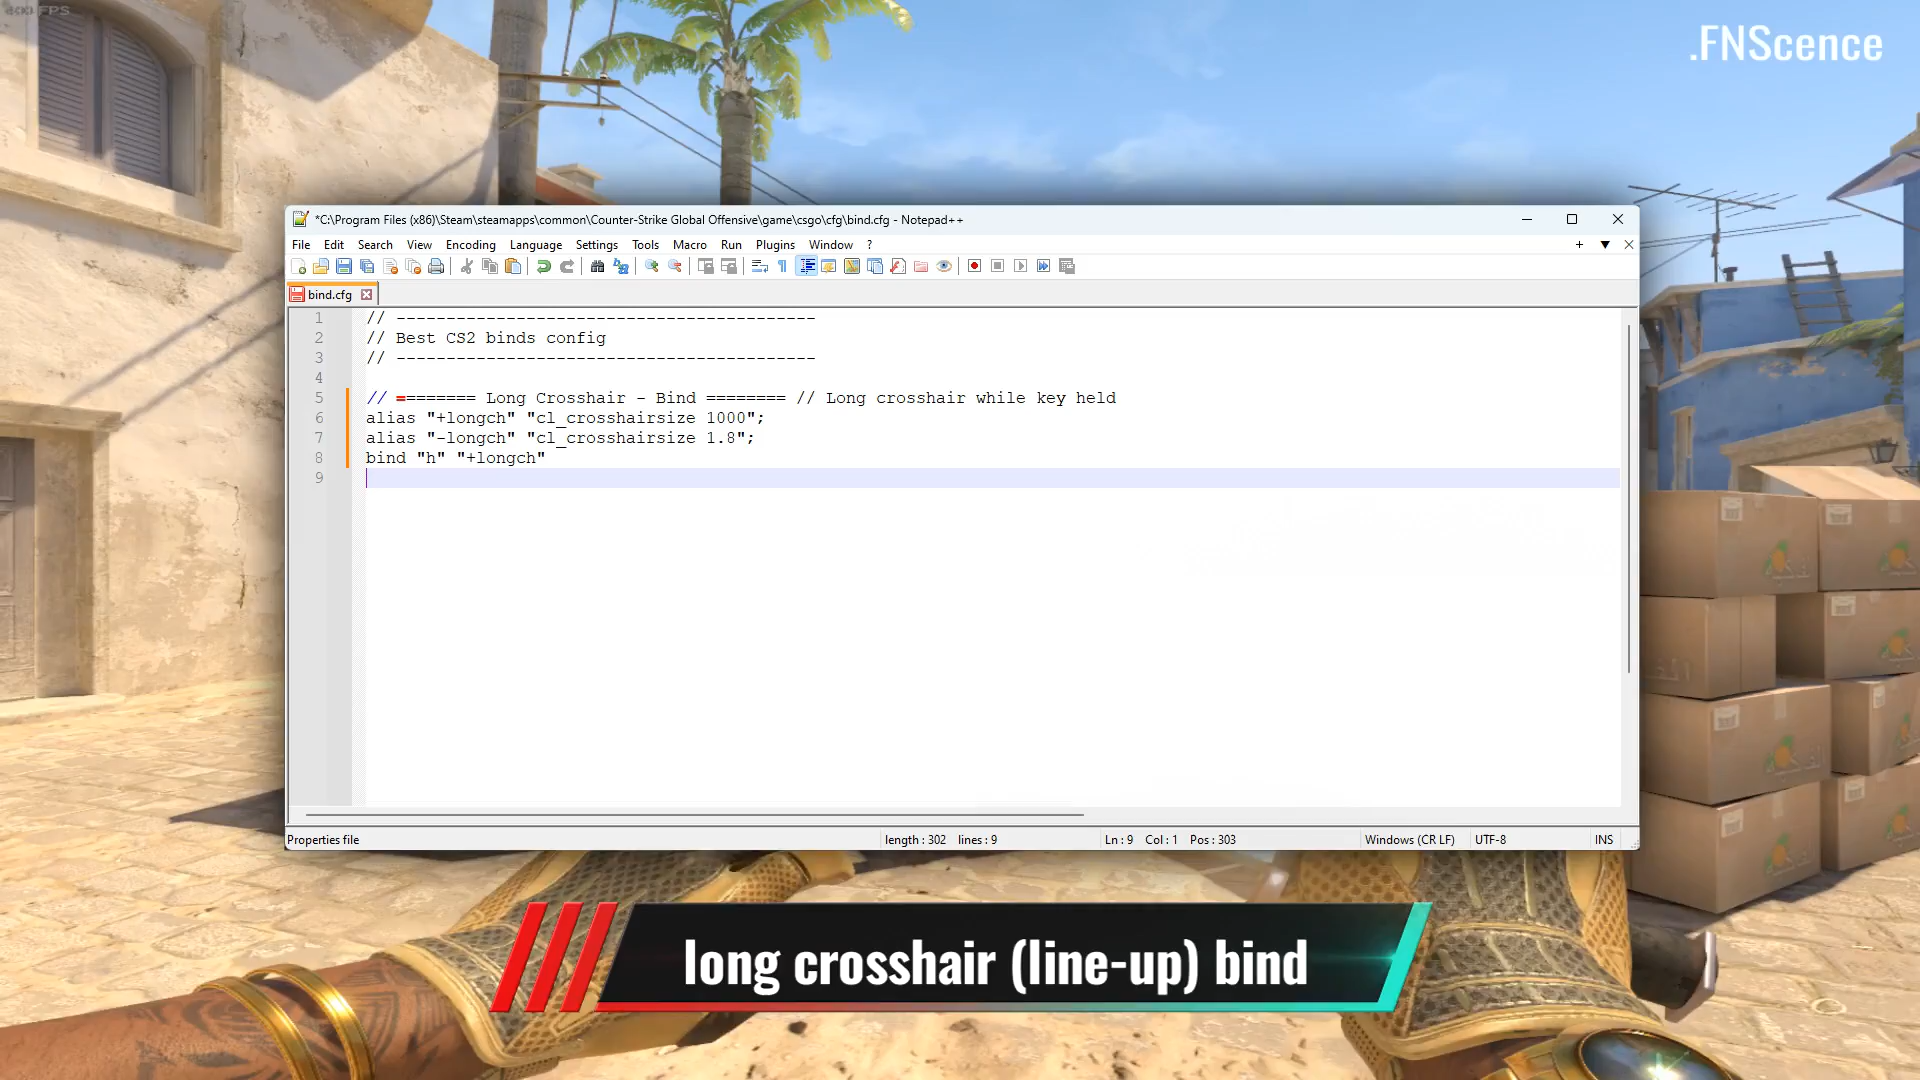 400 FPS
.FNScence
*C:\Program Files (x86)\Steam\steamapps\common\Counter-Strike Global Offensive\game\csgo\cfg\bind.cfg - Notepad++
File Edit Search View Encoding Language Settings Tools Macro Run Plugins Window ?
bind.cfg
1 // ------------------------------------------
2 // Best CS2 binds config
3 // ------------------------------------------
4
5 // ======== Long Crosshair - Bind ======== // Long crosshair while key held
6 alias "+longch" "cl_crosshairsize 1000";
7 alias "-longch" "cl_crosshairsize 1.8";
8 bind "h" "+longch"
9
Properties file length : 302 lines : 9 Ln : 9 Col : 1 Pos : 303 Windows (CR LF) UTF-8 INS
long crosshair (line-up) bind